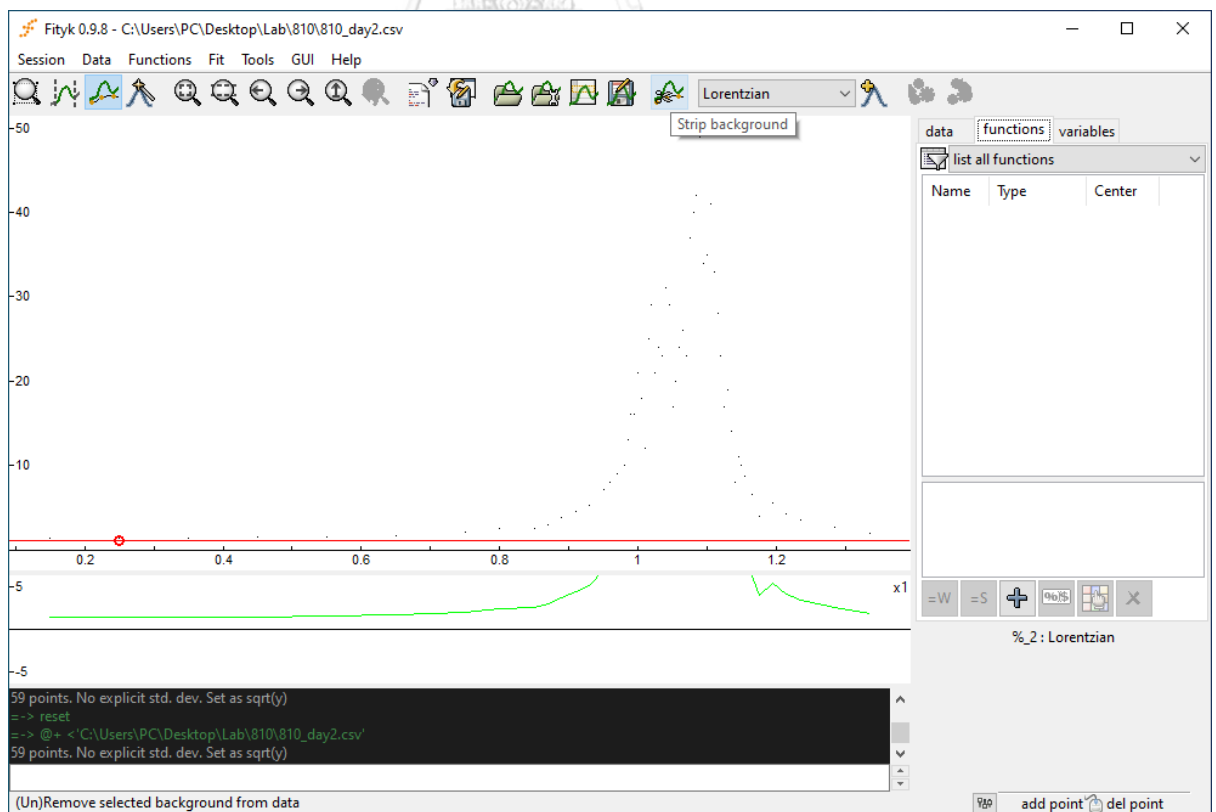 Fityk 0.9.8 - C:\Users\PC\Desktop\Lab\810\810_day2.csv
Session Data Functions Fit Tools GUI Help
Lorentzian
Strip background
data functions variables
list all functions
Name Type Center
50
40
30
20
10
0.2 0.4 0.6 0.8 1 1.2
5
x1
-5
=W =S
%_2 : Lorentzian
59 points. No explicit std. dev. Set as sqrt(y)
=-> reset
=-> @+ <'C:\Users\PC\Desktop\Lab\810\810_day2.csv'
59 points. No explicit std. dev. Set as sqrt(y)
(Un)Remove selected background from data
add point del point